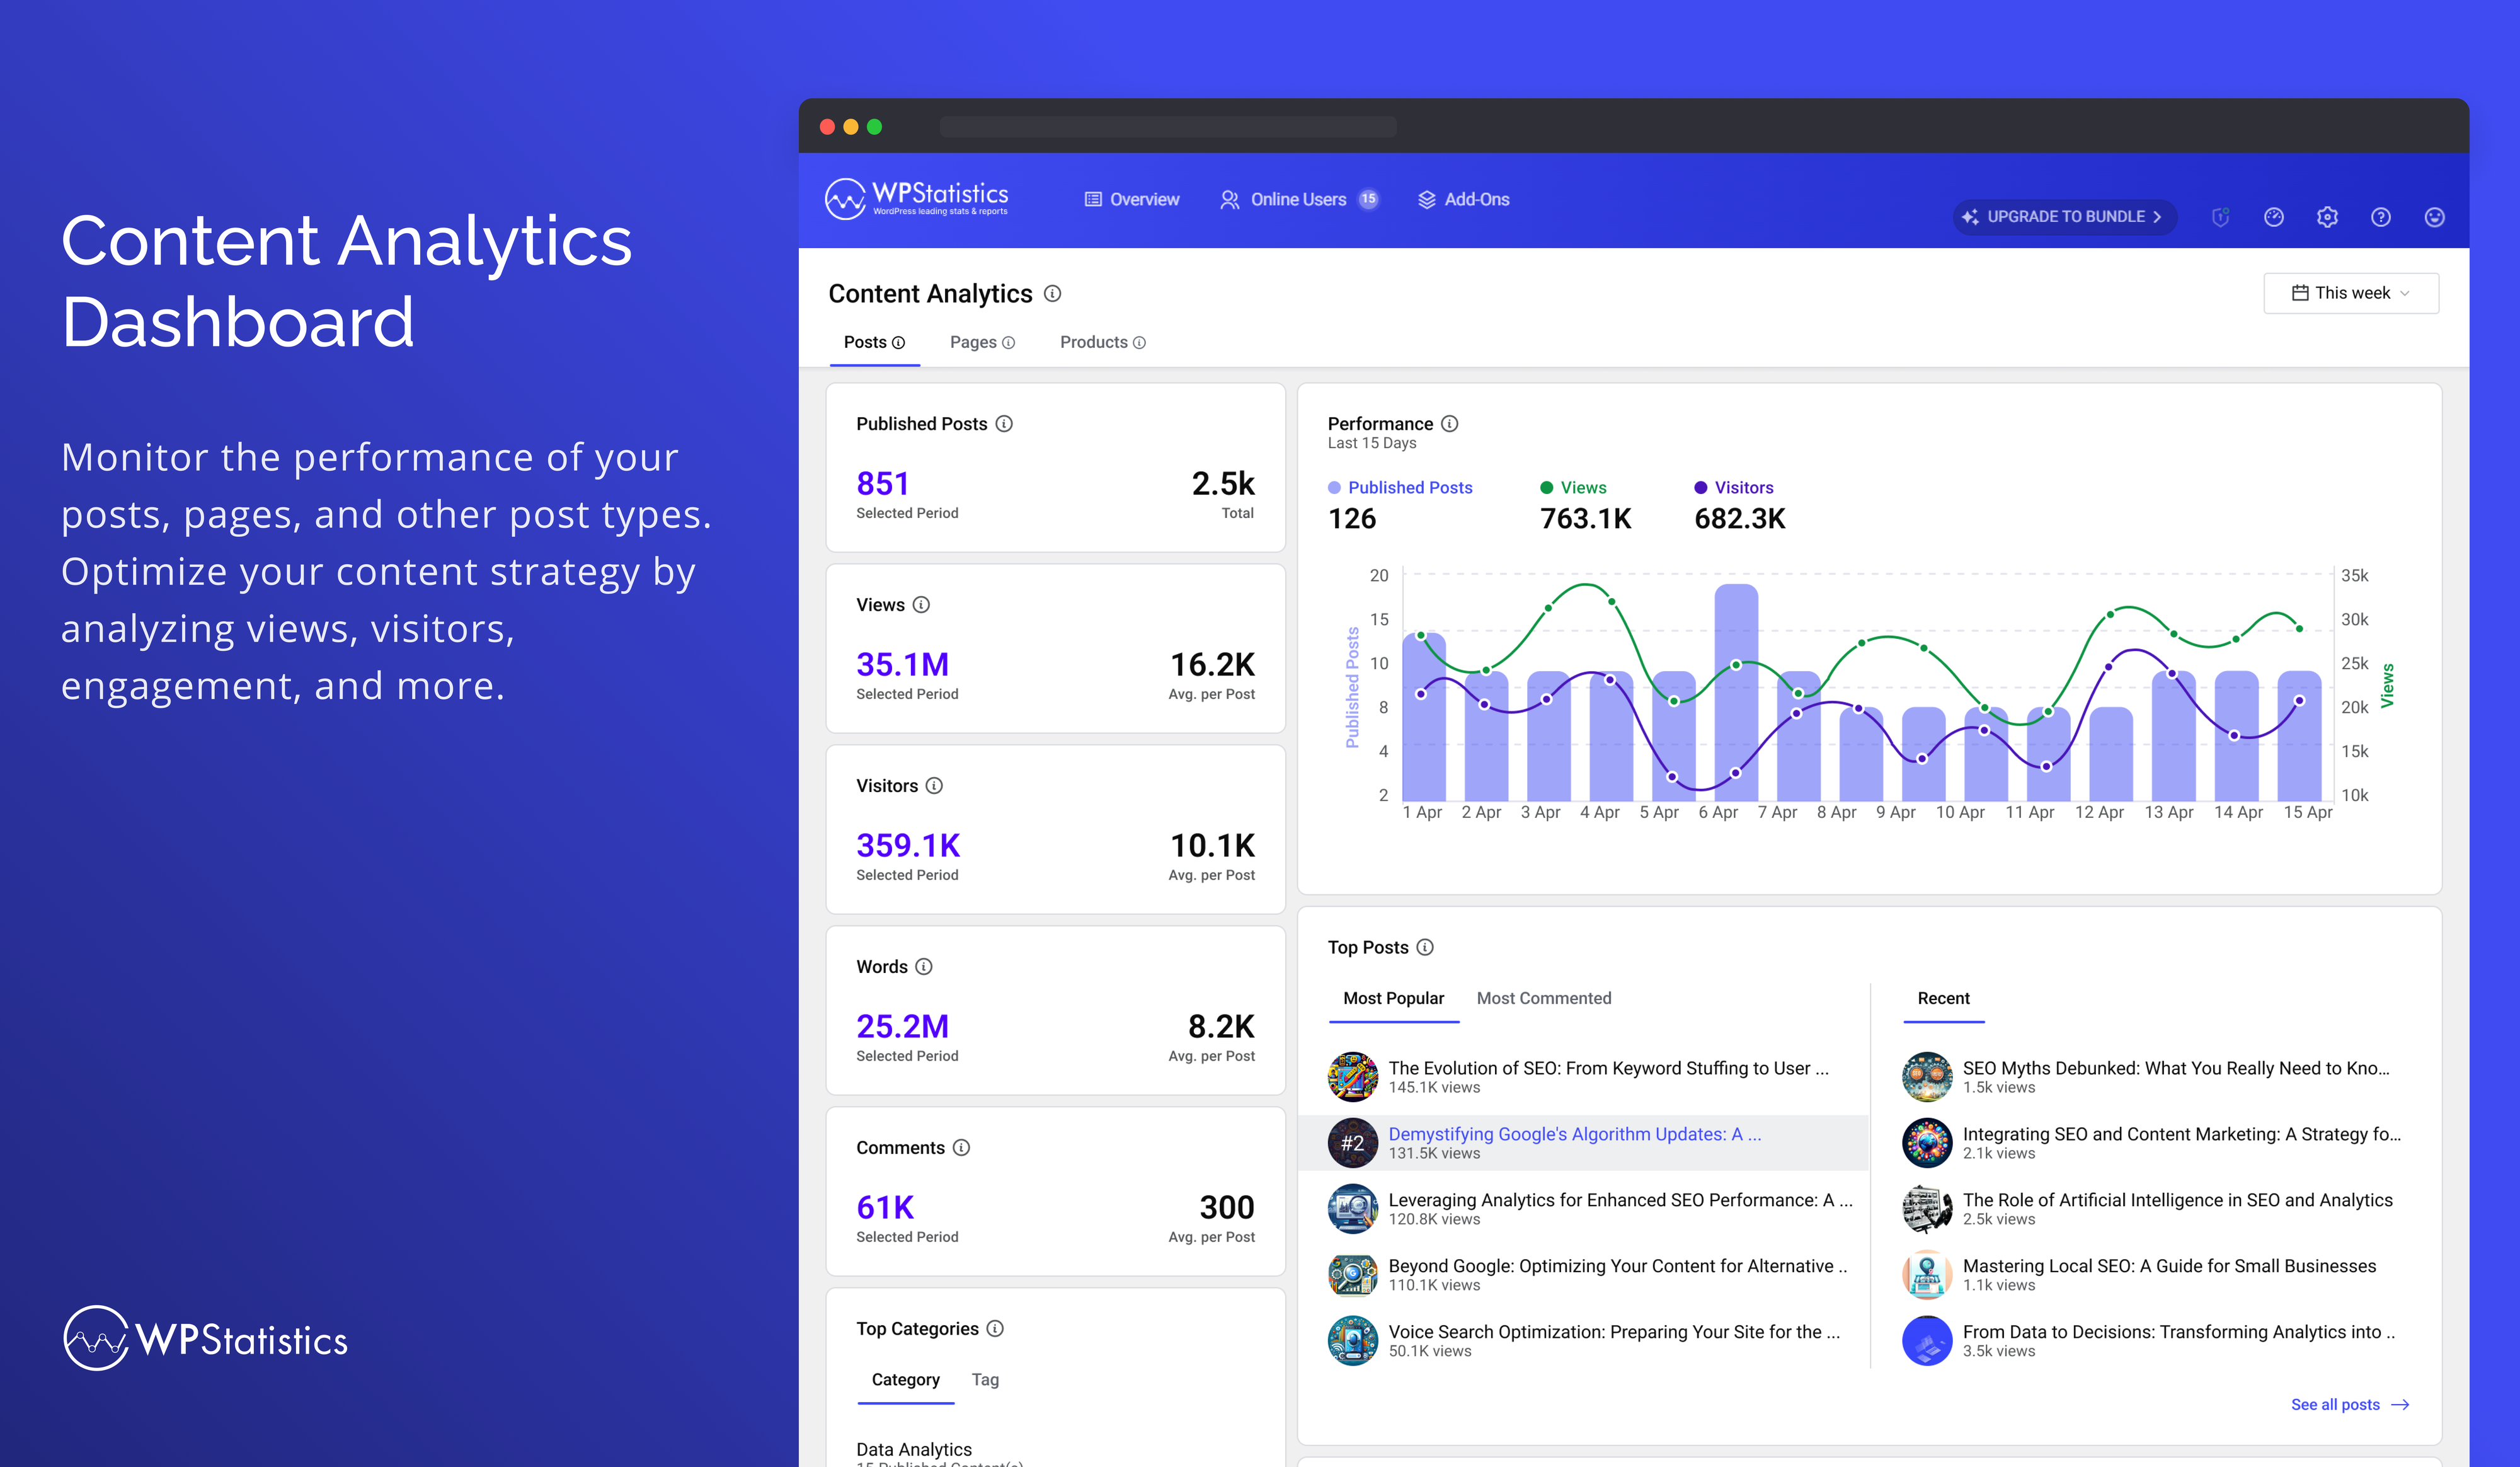 Content Analytics
Dashboard
Monitor the performance of your
posts, pages, and other post types.
Optimize your content strategy by
analyzing views, visitors,
engagement, and more.
WPStatistics
WPStatistics
WordPress leading stats & reports
Overview
Online Users 15
Add-Ons
UPGRADE TO BUNDLE
Content Analytics
This week
Posts
Pages
Products
Published Posts
851
2.5k
Selected Period
Total
Views
35.1M
16.2K
Selected Period
Avg. per Post
Visitors
359.1K
10.1K
Selected Period
Avg. per Post
Words
25.2M
8.2K
Selected Period
Avg. per Post
Comments
61K
300
Selected Period
Avg. per Post
Top Categories
Category
Tag
Data Analytics
15 Published Content(s)
Performance
Last 15 Days
Published Posts
Views
Visitors
126
763.1K
682.3K
Published Posts
20
15
10
8
4
2
35k
30k
25k
20k
15k
10k
Views
1 Apr
2 Apr
3 Apr
4 Apr
5 Apr
6 Apr
7 Apr
8 Apr
9 Apr
10 Apr
11 Apr
12 Apr
13 Apr
14 Apr
15 Apr
Top Posts
Most Popular
Most Commented
The Evolution of SEO: From Keyword Stuffing to User ...
145.1K views
#2
Demystifying Google's Algorithm Updates: A ...
131.5K views
Leveraging Analytics for Enhanced SEO Performance: A ...
120.8K views
Beyond Google: Optimizing Your Content for Alternative ..
110.1K views
Voice Search Optimization: Preparing Your Site for the ...
50.1K views
Recent
SEO Myths Debunked: What You Really Need to Kno...
1.5k views
Integrating SEO and Content Marketing: A Strategy fo...
2.1k views
The Role of Artificial Intelligence in SEO and Analytics
2.5k views
Mastering Local SEO: A Guide for Small Businesses
1.1k views
From Data to Decisions: Transforming Analytics into ..
3.5k views
See all posts